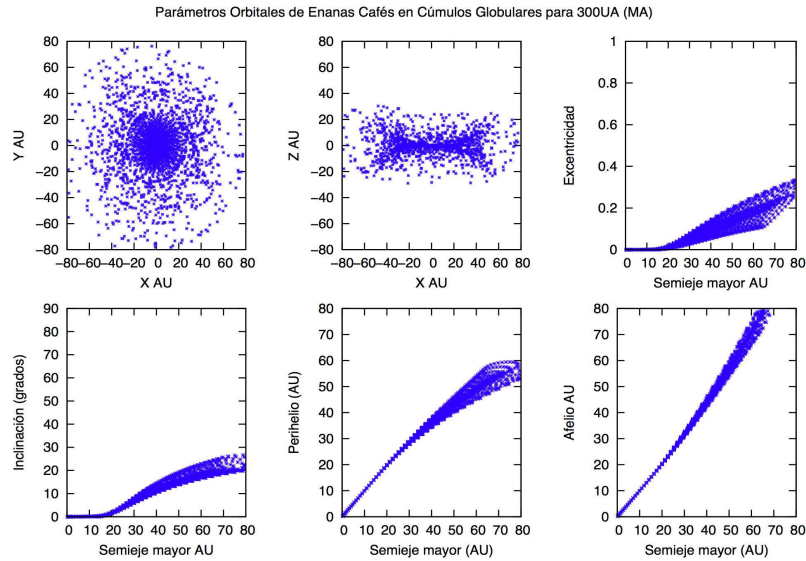 Parámetros Orbitales de Enanas Cafés en Cúmulos Globulares para 300UA (MA)
80
60
40
20
0
−20
−40
−60
−80
Y AU
−80−60−40−20 0 20 40 60 80
X AU
80
60
40
20
0
−20
−40
−60
−80
Z AU
−80−60−40−20 0 20 40 60 80
X AU
1
0.8
0.6
0.4
0.2
0
Excentricidad
0 10 20 30 40 50 60 70 80
Semieje mayor AU
90
80
70
60
50
40
30
20
10
0
Inclinación (grados)
0 10 20 30 40 50 60 70 80
Semieje mayor AU
80
70
60
50
40
30
20
10
0
Perihelio (AU)
0 10 20 30 40 50 60 70 80
Semieje mayor (AU)
80
70
60
50
40
30
20
10
0
Afelio AU
0 10 20 30 40 50 60 70 80
Semieje mayor (AU)